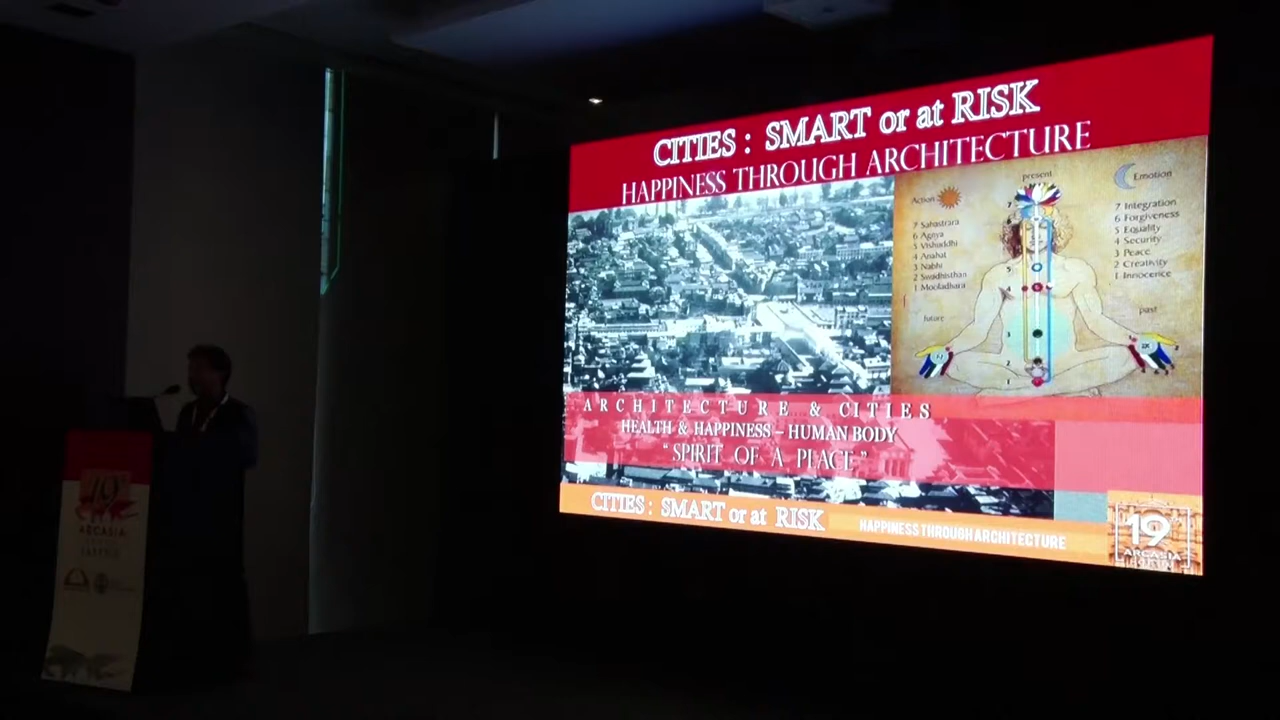 CITIES : SMART or at RISK
HAPPINESS THROUGH ARCHITECTURE
present
Action
Emotion
7 Sahastrara
6 Agnya
5 Vishuddhi
4 Anahat
3 Nabhi
2 Swadhisthan
1 Mooladhara
7 Integration
6 Forgiveness
5 Equality
4 Security
3 Peace
2 Creativity
1 Innocence
future
past
ARCHITECTURE & CITIES
HEALTH & HAPPINESS – HUMAN BODY
"SPIRIT OF A PLACE"
CITIES : SMART or at RISK
HAPPINESS THROUGH ARCHITECTURE
19
ARCASIA
19
ARCASIA